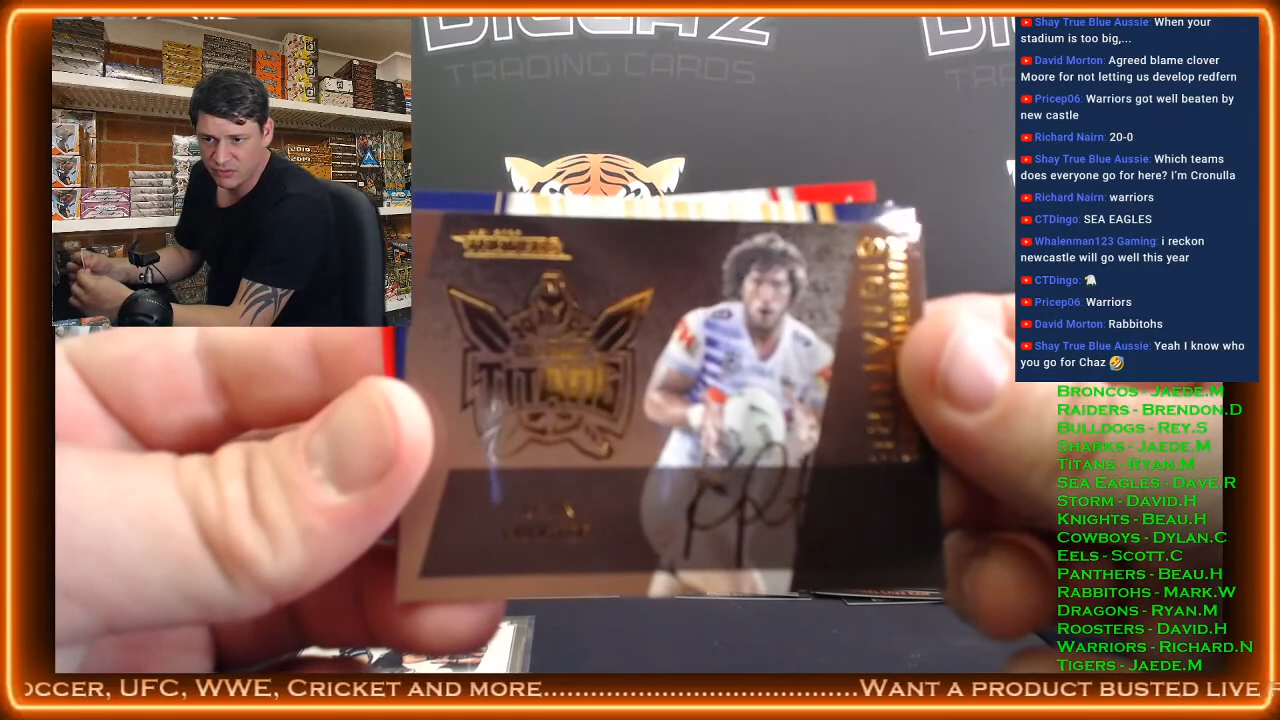 DIGGAZ
TRADING CARDS
Shay True Blue Aussie: When your
stadium is too big,...
David Morton: Agreed blame clover
Moore for not letting us develop redfern
Pricep06: Warriors got well beaten by
new castle
Richard Nairn: 20-0
Shay True Blue Aussie: Which teams
does everyone go for here? I'm Cronulla
Richard Nairn: warriors
CTDingo: SEA EAGLES
Whalenman123 Gaming: i reckon
newcastle will go well this year
CTDingo:
Pricep06: Warriors
David Morton: Rabbitohs
Shay True Blue Aussie: Yeah I know who
you go for Chaz
TITANS
BRONCOS - JAEDE.M
RAIDERS - BRENDON.D
BULLDOGS - REY.S
SHARKS - JAEDE.M
TITANS - RYAN.M
SEA EAGLES - DAVE.R
STORM - DAVID.H
KNIGHTS - BEAU.H
COWBOYS - DYLAN.C
EELS - SCOTT.C
PANTHERS - BEAU.H
RABBITOHS - MARK.W
DRAGONS - RYAN.M
ROOSTERS - DAVID.H
WARRIORS - RICHARD.N
TIGERS - JAEDE.M
OCCER, UFC, WWE, CRICKET AND MORE............................................WANT A PRODUCT BUSTED LIVE